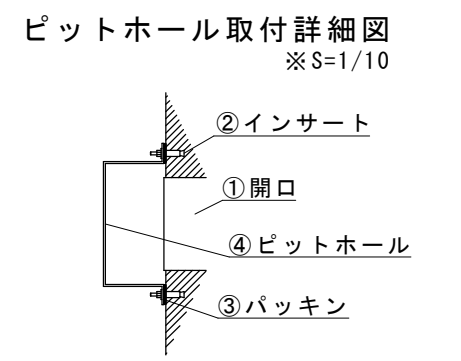 ピットホール取付詳細図
※S=1/10
②インサート
①開口
④ピットホール
③パッキン